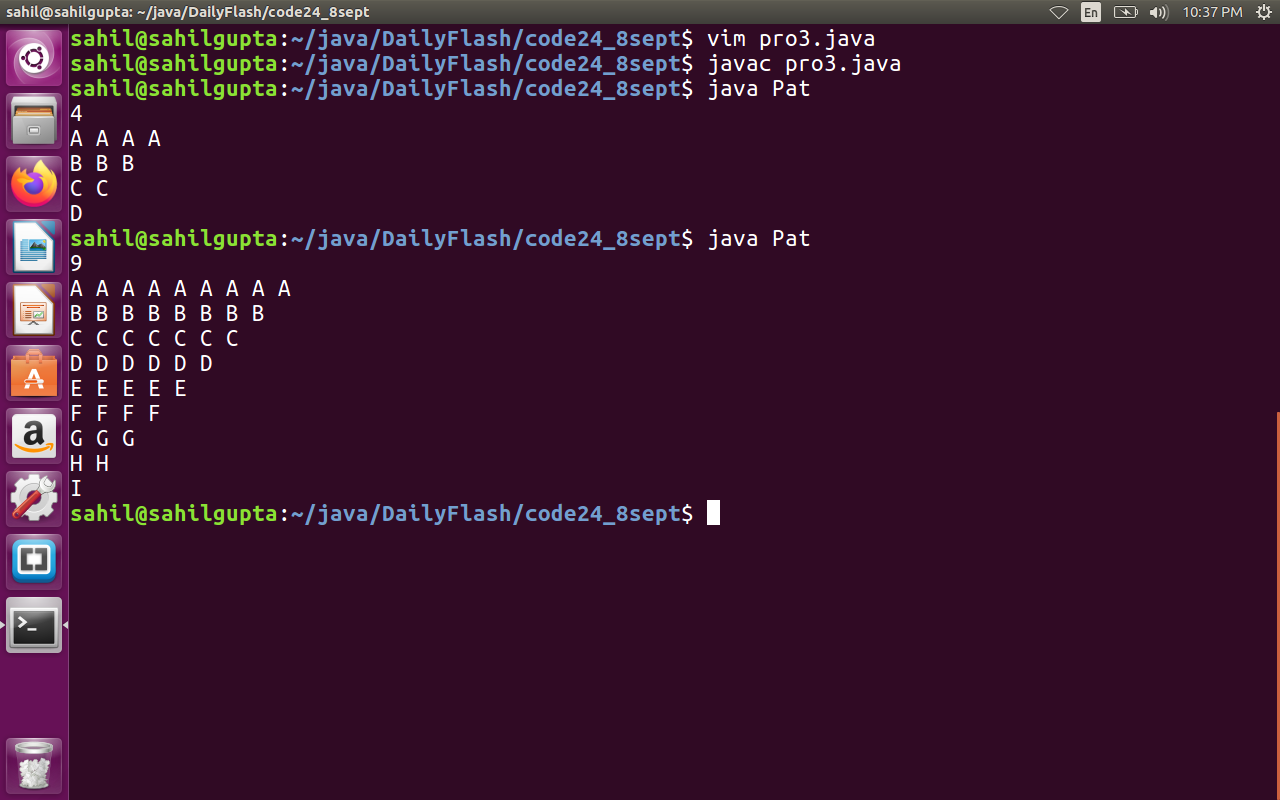 sahil@sahilgupta: ~/java/DailyFlash/code24_8sept
En
10:37 PM
sahil@sahilgupta:~/java/DailyFlash/code24_8sept$ vim pro3.java
sahil@sahilgupta:~/java/DailyFlash/code24_8sept$ javac pro3.java
sahil@sahilgupta:~/java/DailyFlash/code24_8sept$ java Pat
4
A A A A
B B B
C C
D
sahil@sahilgupta:~/java/DailyFlash/code24_8sept$ java Pat
9
A A A A A A A A A
B B B B B B B B
C C C C C C C
D D D D D D
E E E E E
F F F F
G G G
H H
I
sahil@sahilgupta:~/java/DailyFlash/code24_8sept$